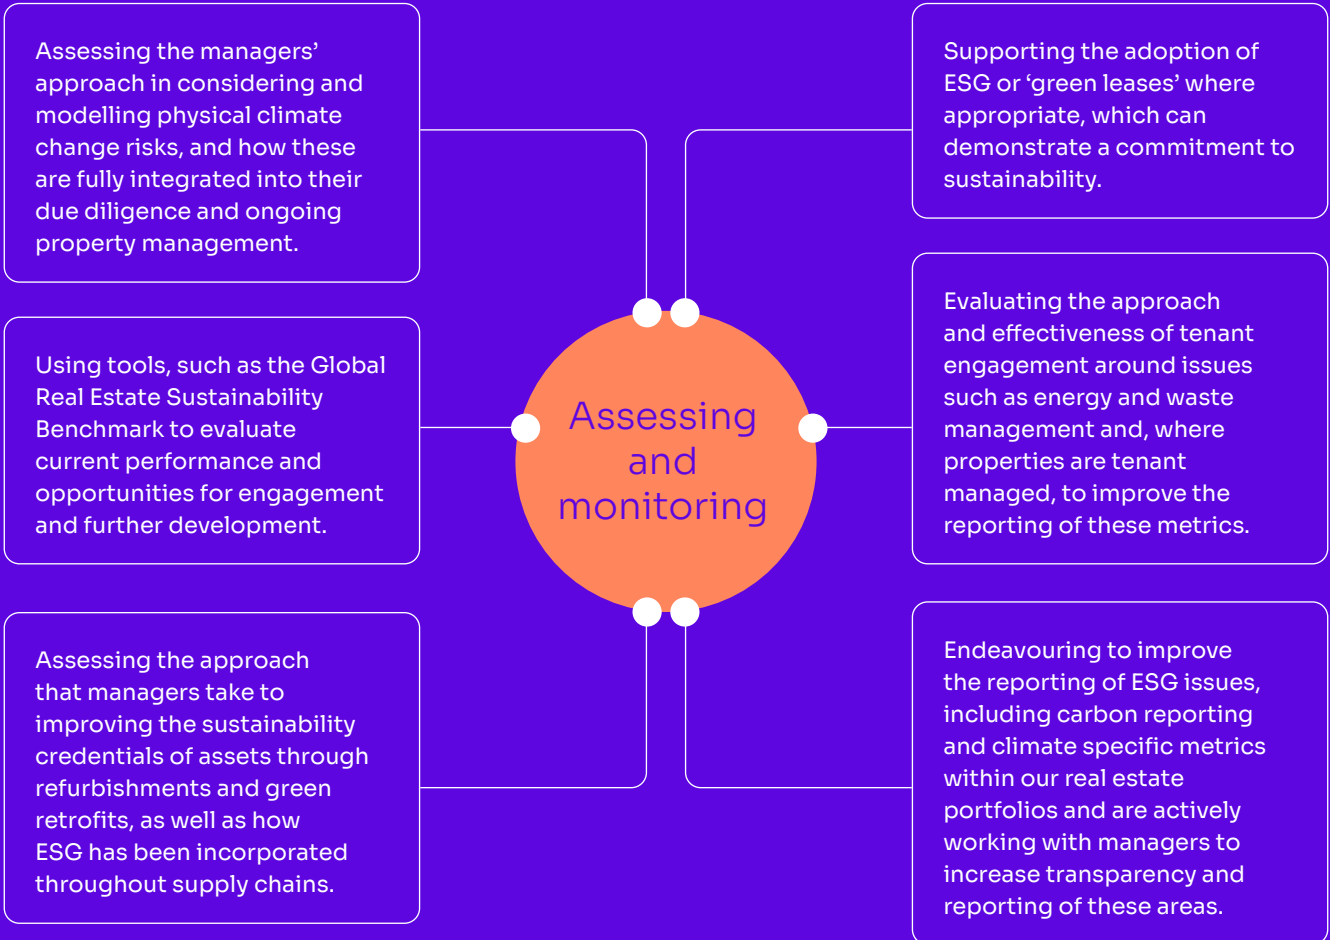 Assessing the managers’
approach in considering and
modelling physical climate
change risks, and how these
are fully integrated into their
due diligence and ongoing
property management.
Using tools, such as the Global
Real Estate Sustainability
Benchmark to evaluate
current performance and
opportunities for engagement
and further development.
Assessing the approach
that managers take to
improving the sustainability
credentials of assets through
refurbishments and green
retrofits, as well as how
ESG has been incorporated
throughout supply chains.
Assessing
and
monitoring
Supporting the adoption of
ESG or ‘green leases’ where
appropriate, which can
demonstrate a commitment to
sustainability.
Evaluating the approach
and effectiveness of tenant
engagement around issues
such as energy and waste
management and, where
properties are tenant
managed, to improve the
reporting of these metrics.
Endeavouring to improve
the reporting of ESG issues,
including carbon reporting
and climate specific metrics
within our real estate
portfolios and are actively
working with managers to
increase transparency and
reporting of these areas.